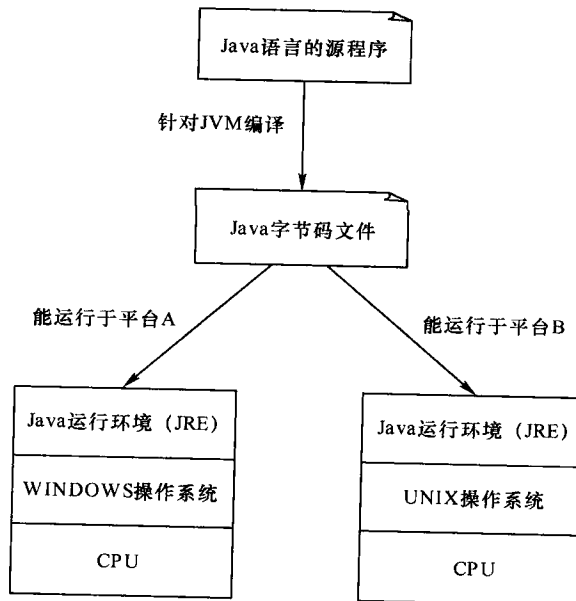 Java语言的源程序
针对JVM编译
Java字节码文件
能运行于平台A
能运行于平台B
Java运行环境（JRE）
WINDOWS操作系统
CPU
Java运行环境（JRE）
UNIX操作系统
CPU